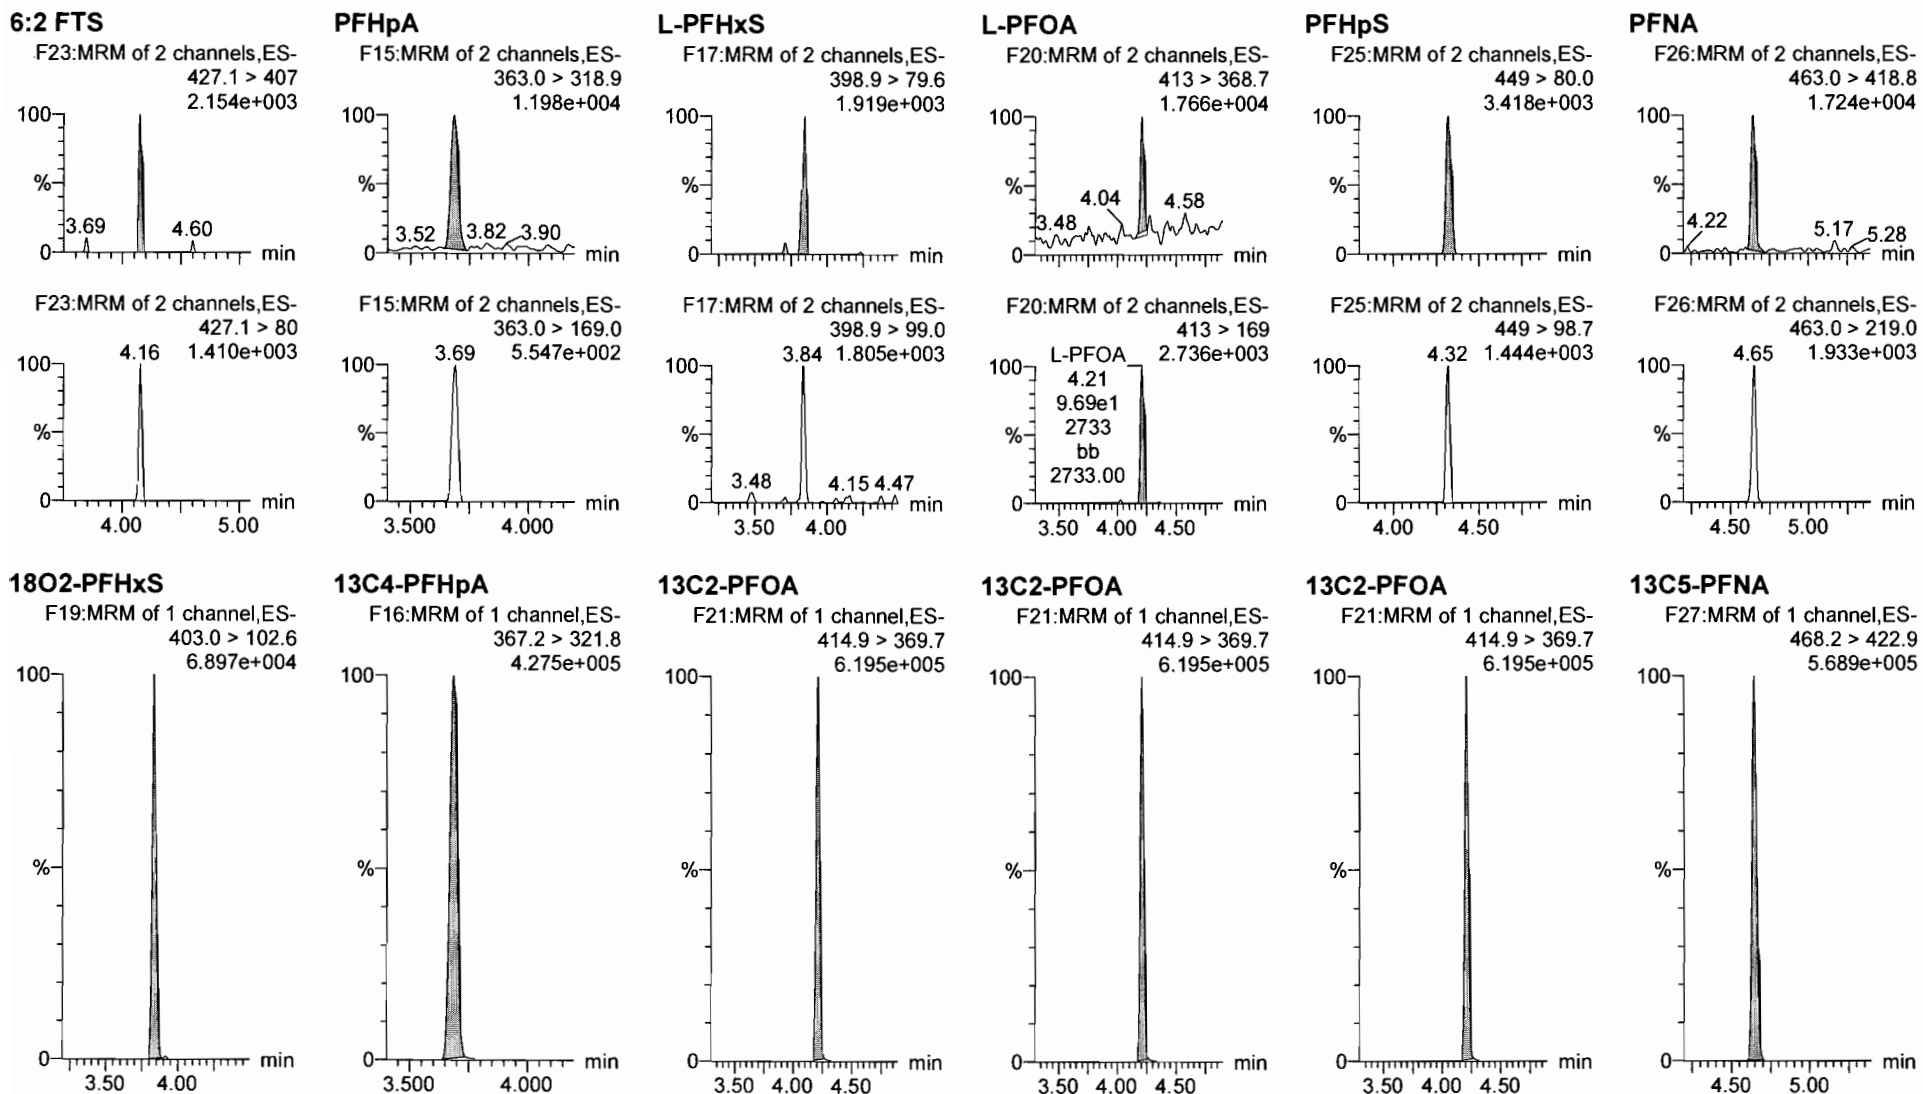 6:2 FTS
F23:MRM of 2 channels,ES-
427.1 > 407
2.154e+003
100
%
0
3.69
4.60
min
F23:MRM of 2 channels,ES-
427.1 > 80
4.16 1.410e+003
100
%
0
min
4.00 5.00
PFHpA
F15:MRM of 2 channels,ES-
363.0 > 318.9
1.198e+004
100
%
0
3.52
3.82
3.90
min
F15:MRM of 2 channels,ES-
363.0 > 169.0
3.69 5.547e+002
100
%
0
min
3.500 4.000
L-PFHxS
F17:MRM of 2 channels,ES-
398.9 > 79.6
1.919e+003
100
%
0
min
F17:MRM of 2 channels,ES-
398.9 > 99.0
3.84 1.805e+003
100
%
0
3.48
4.15 4.47
min
3.50 4.00
L-PFOA
F20:MRM of 2 channels,ES-
413 > 368.7
1.766e+004
100
%
0
3.48
4.04
4.58
min
F20:MRM of 2 channels,ES-
413 > 169
2.736e+003
L-PFOA
4.21
9.69e1
2733
bb
2733.00
100
%
0
min
3.50 4.00 4.50
PFHpS
F25:MRM of 2 channels,ES-
449 > 80.0
3.418e+003
100
%
0
min
F25:MRM of 2 channels,ES-
449 > 98.7
4.32 1.444e+003
100
%
0
min
4.00 4.50
PFNA
F26:MRM of 2 channels,ES-
463.0 > 418.8
1.724e+004
100
%
0
4.22
5.17
5.28
min
F26:MRM of 2 channels,ES-
463.0 > 219.0
4.65 1.933e+003
100
%
0
min
4.50 5.00
18O2-PFHxS
F19:MRM of 1 channel,ES-
403.0 > 102.6
6.897e+004
100
%
0
min
3.50 4.00
13C4-PFHpA
F16:MRM of 1 channel,ES-
367.2 > 321.8
4.275e+005
100
%
0
min
3.500 4.000
13C2-PFOA
F21:MRM of 1 channel,ES-
414.9 > 369.7
6.195e+005
100
%
0
min
3.50 4.00 4.50
13C2-PFOA
F21:MRM of 1 channel,ES-
414.9 > 369.7
6.195e+005
100
%
0
min
3.50 4.00 4.50
13C2-PFOA
F21:MRM of 1 channel,ES-
414.9 > 369.7
6.195e+005
100
%
0
min
3.50 4.00 4.50
13C5-PFNA
F27:MRM of 1 channel,ES-
468.2 > 422.9
5.689e+005
100
%
0
min
4.50 5.00